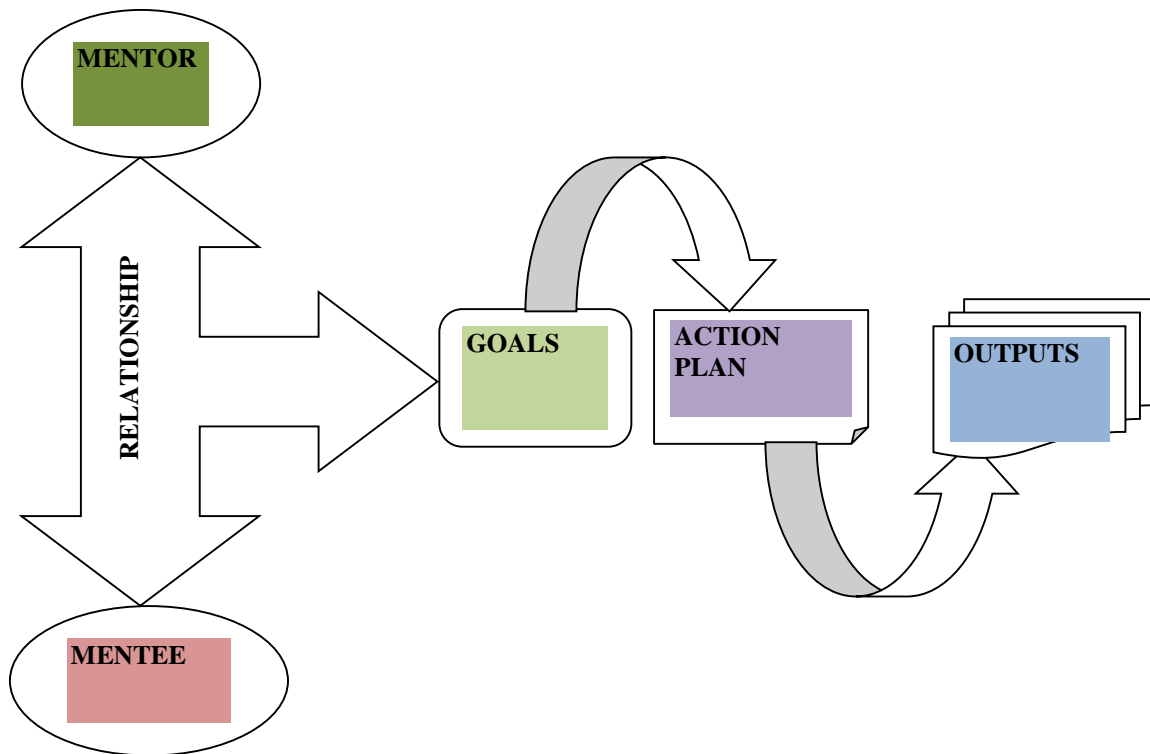 MENTOR
RELATIONSHIP
GOALS
ACTION
PLAN
OUTPUTS
MENTEE